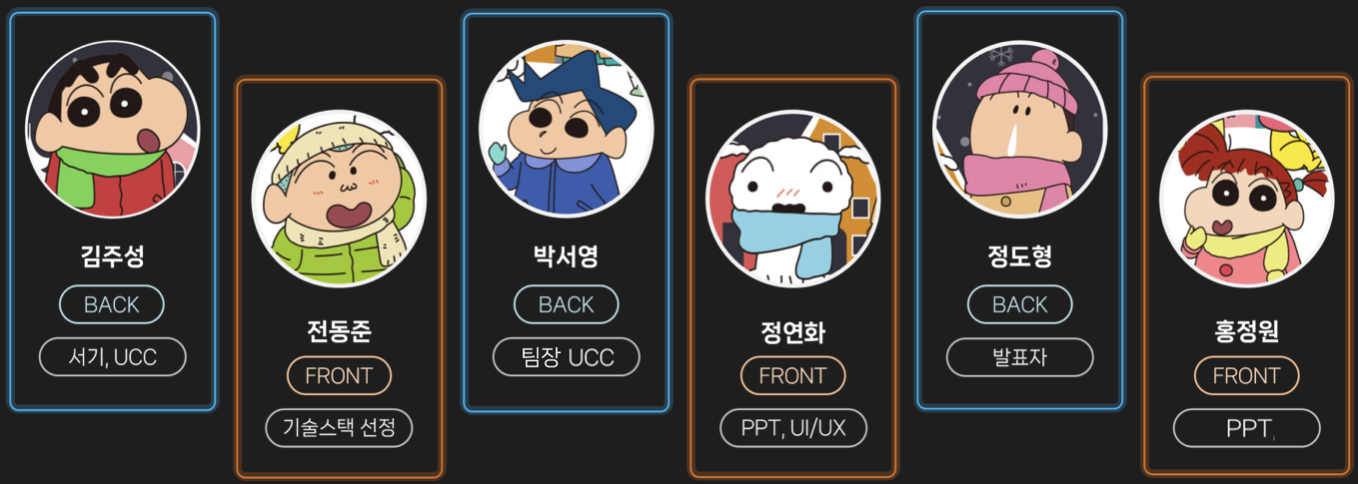 김주성
BACK
서기, UCC
전동준
FRONT
기술스택 선정
박서영
BACK
팀장 UCC
정연화
FRONT
PPT, UI/UX
정도형
BACK
발표자
홍정원
FRONT
PPT,